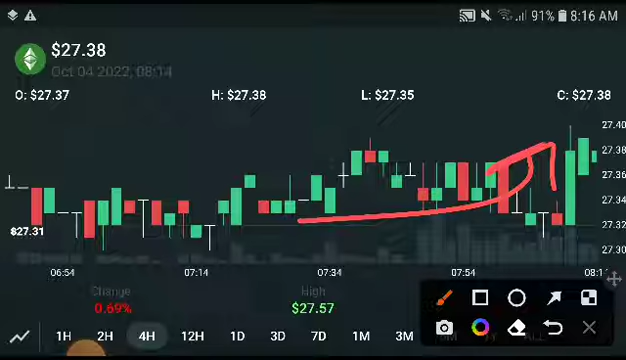 91% 8:16 AM
$27.38
Oct 04 2022, 08:14
O: $27.37 H: $27.38 L: $27.35 C: $27.38
27.40
27.38
27.36
27.34
$27.31
27.32
27.30
06:54 07:14 07:34 07:54 08:1
Change High
0.69% $27.57
1H 2H 4H 12H 1D 3D 7D 1M 3M